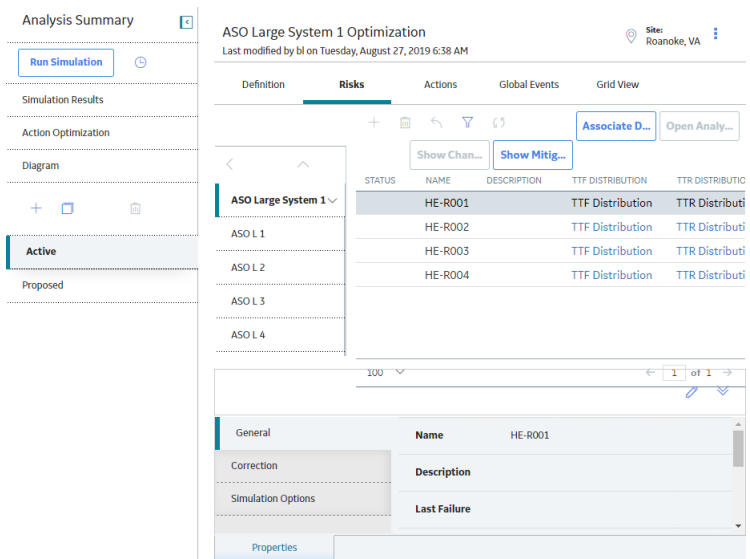 Analysis Summary
Run Simulation
Simulation Results
Action Optimization
Diagram
Active
Proposed
ASO Large System 1 Optimization
Last modified by bl on Tuesday, August 27, 2019 6:38 AM
Site:
Roanoke, VA
Definition Risks Actions Global Events Grid View
Associate D... Open Analy...
Show Chan... Show Mitig...
ASO Large System 1
ASO L 1
ASO L 2
ASO L 3
ASO L 4
STATUS NAME DESCRIPTION TTF DISTRIBUTION TTR DISTRIBUTIO
HE-R001 TTF Distribution TTR Distributi
HE-R002 TTF Distribution TTR Distributi
HE-R003 TTF Distribution TTR Distributi
HE-R004 TTF Distribution TTR Distributi
100 1 of 1
General
Correction
Simulation Options
Name HE-R001
Description
Last Failure
Properties